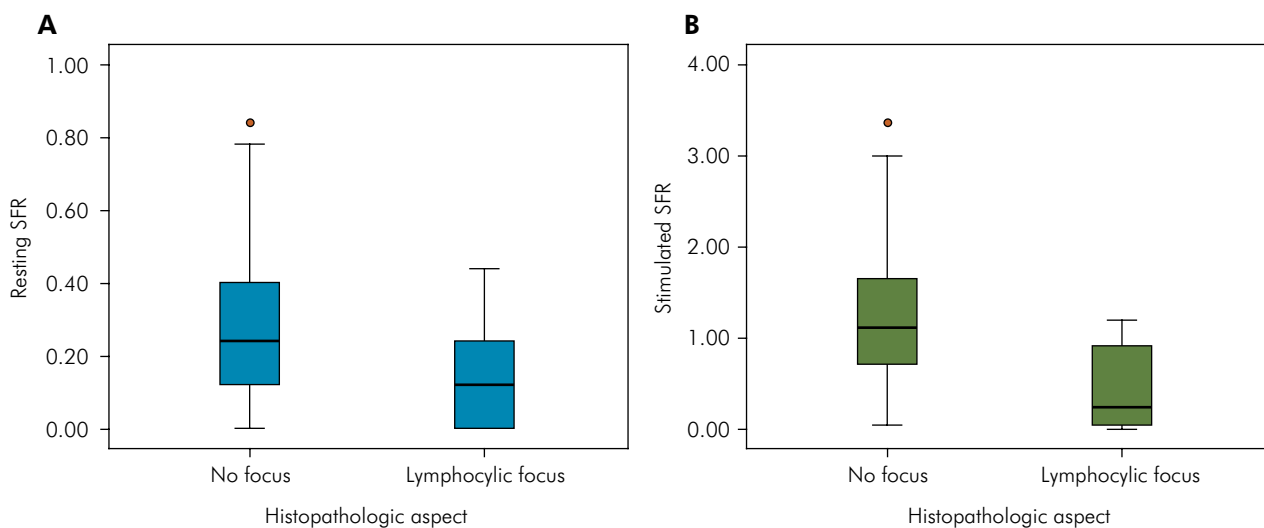 A
1.00
0.80
0.60
0.40
0.20
0.00
Resting SFR
No focus
Lymphocylic focus
Histopathologic aspect
B
4.00
3.00
2.00
1.00
0.00
Stimulated SFR
No focus
Lymphocylic focus
Histopathologic aspect